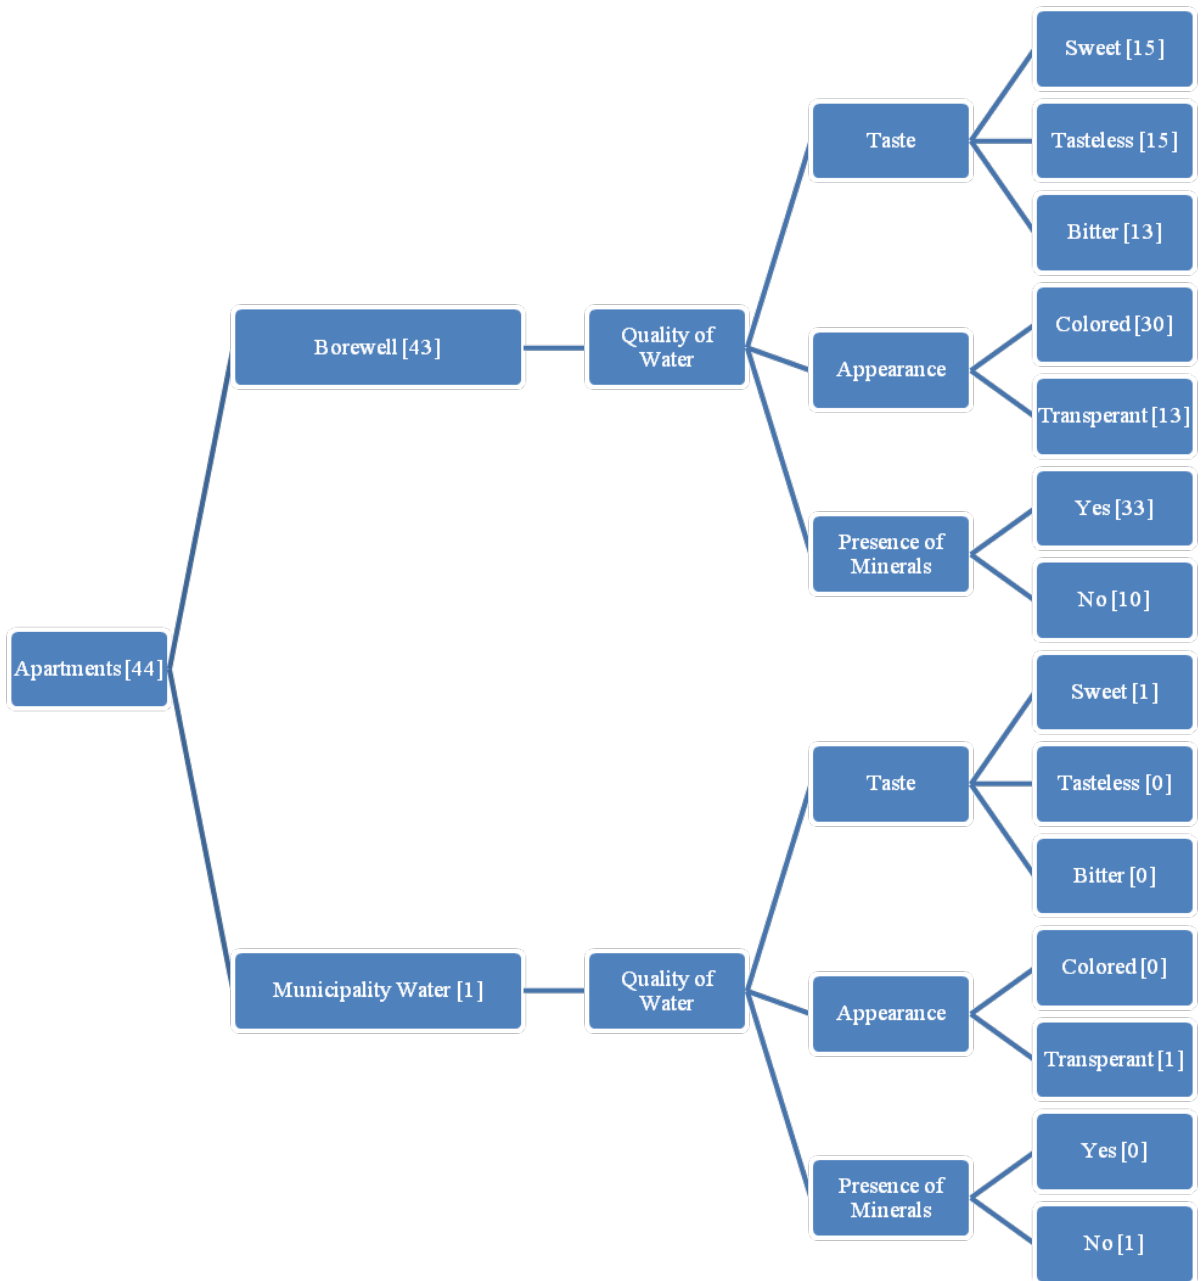 Sweet [15]
Taste
Tasteless [15]
Bitter [13]
Borewell [43]
Quality of
Water
Colored [30]
Appearance
Transperant [13]
Presence of
Minerals
Yes [33]
No [10]
Apartments [44]
Sweet [1]
Taste
Tasteless [0]
Bitter [0]
Municipality Water [1]
Quality of
Water
Colored [0]
Appearance
Transperant [1]
Presence of
Minerals
Yes [0]
No [1]